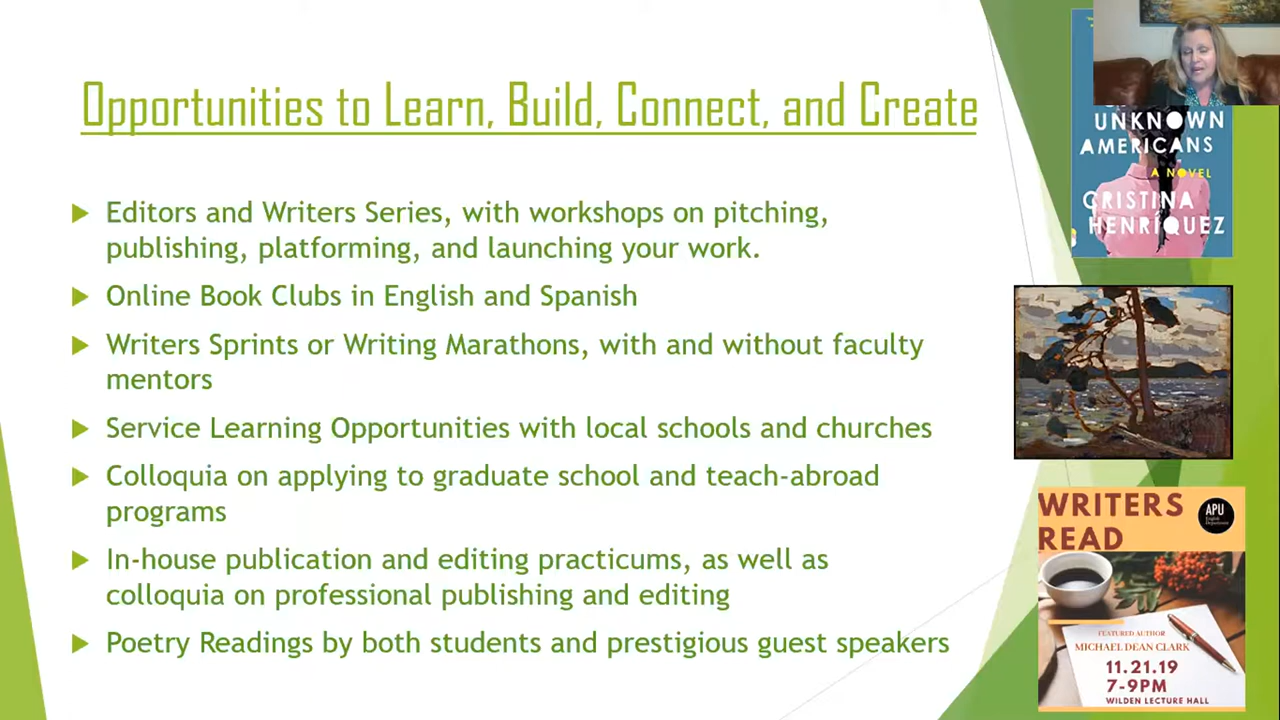 Opportunities to Learn, Build, Connect, and Create
Editors and Writers Series, with workshops on pitching,
publishing, platforming, and launching your work.
Online Book Clubs in English and Spanish
Writers Sprints or Writing Marathons, with and without faculty
mentors
Service Learning Opportunities with local schools and churches
Colloquia on applying to graduate school and teach-abroad
programs
In-house publication and editing practicums, as well as
colloquia on professional publishing and editing
Poetry Readings by both students and prestigious guest speakers
UNKNOWN
AMERICANS
A NOVEL
CRISTINA
HENRIQUEZ
WRITERS
READ
APU
English
Department
FEATURED AUTHOR
MICHAEL DEAN CLARK
11.21.19
7-9PM
WILDEN LECTURE HALL